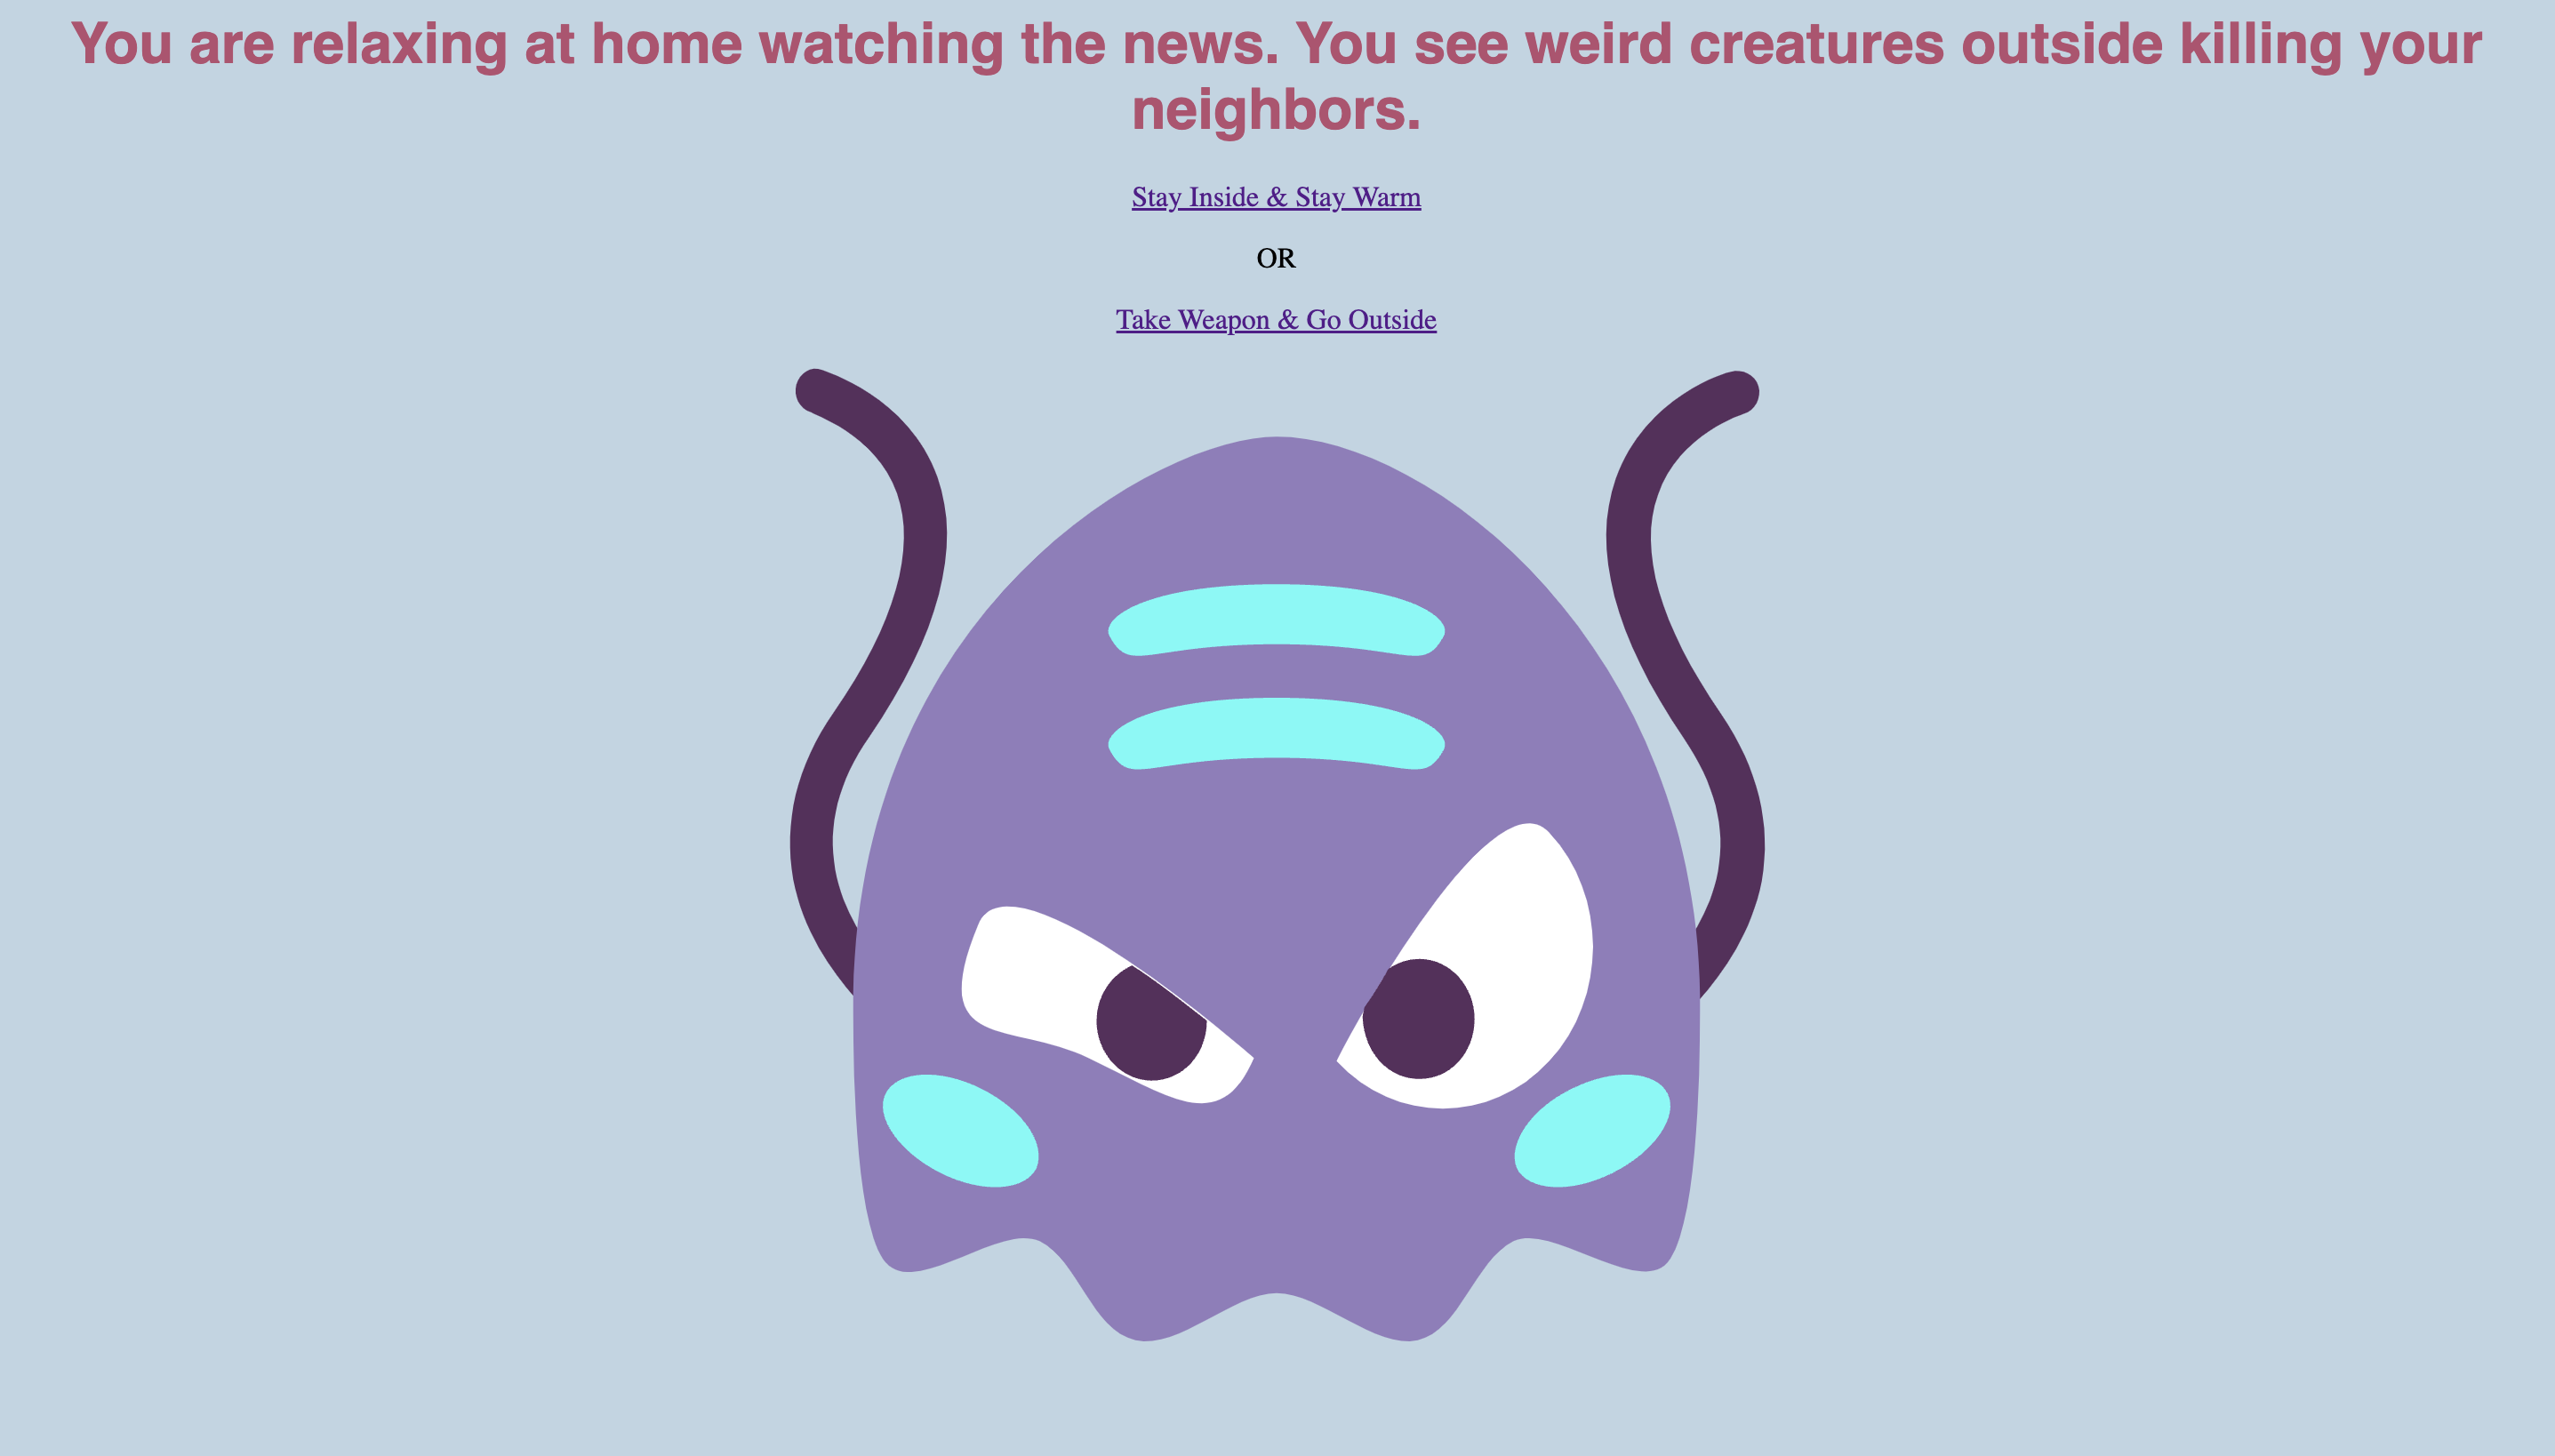 You are relaxing at home watching the news. You see weird creatures outside killing your
neighbors.
Stay Inside & Stay Warm
OR
Take Weapon & Go Outside